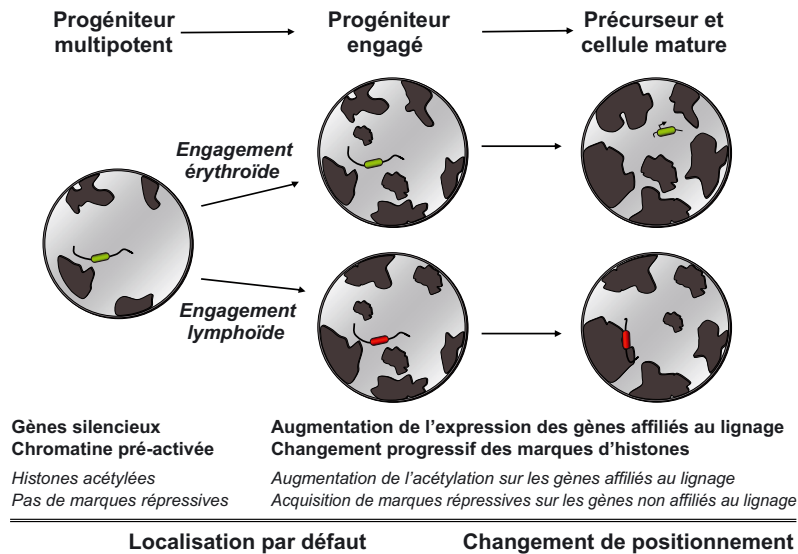 Progéniteur
multipotent
Progéniteur
engagé
Précurseur et
cellule mature
Engagement
érythroïde
Engagement
lymphoïde
Gènes silencieux
Chromatine pré-activée
Histones acétylées
Pas de marques répressives
Augmentation de l'expression des gènes affiliés au lignage
Changement progressif des marques d'histones
Augmentation de l'acétylation sur les gènes affiliés au lignage
Acquisition de marques répressives sur les gènes non affiliés au lignage
Localisation par défaut
Changement de positionnement